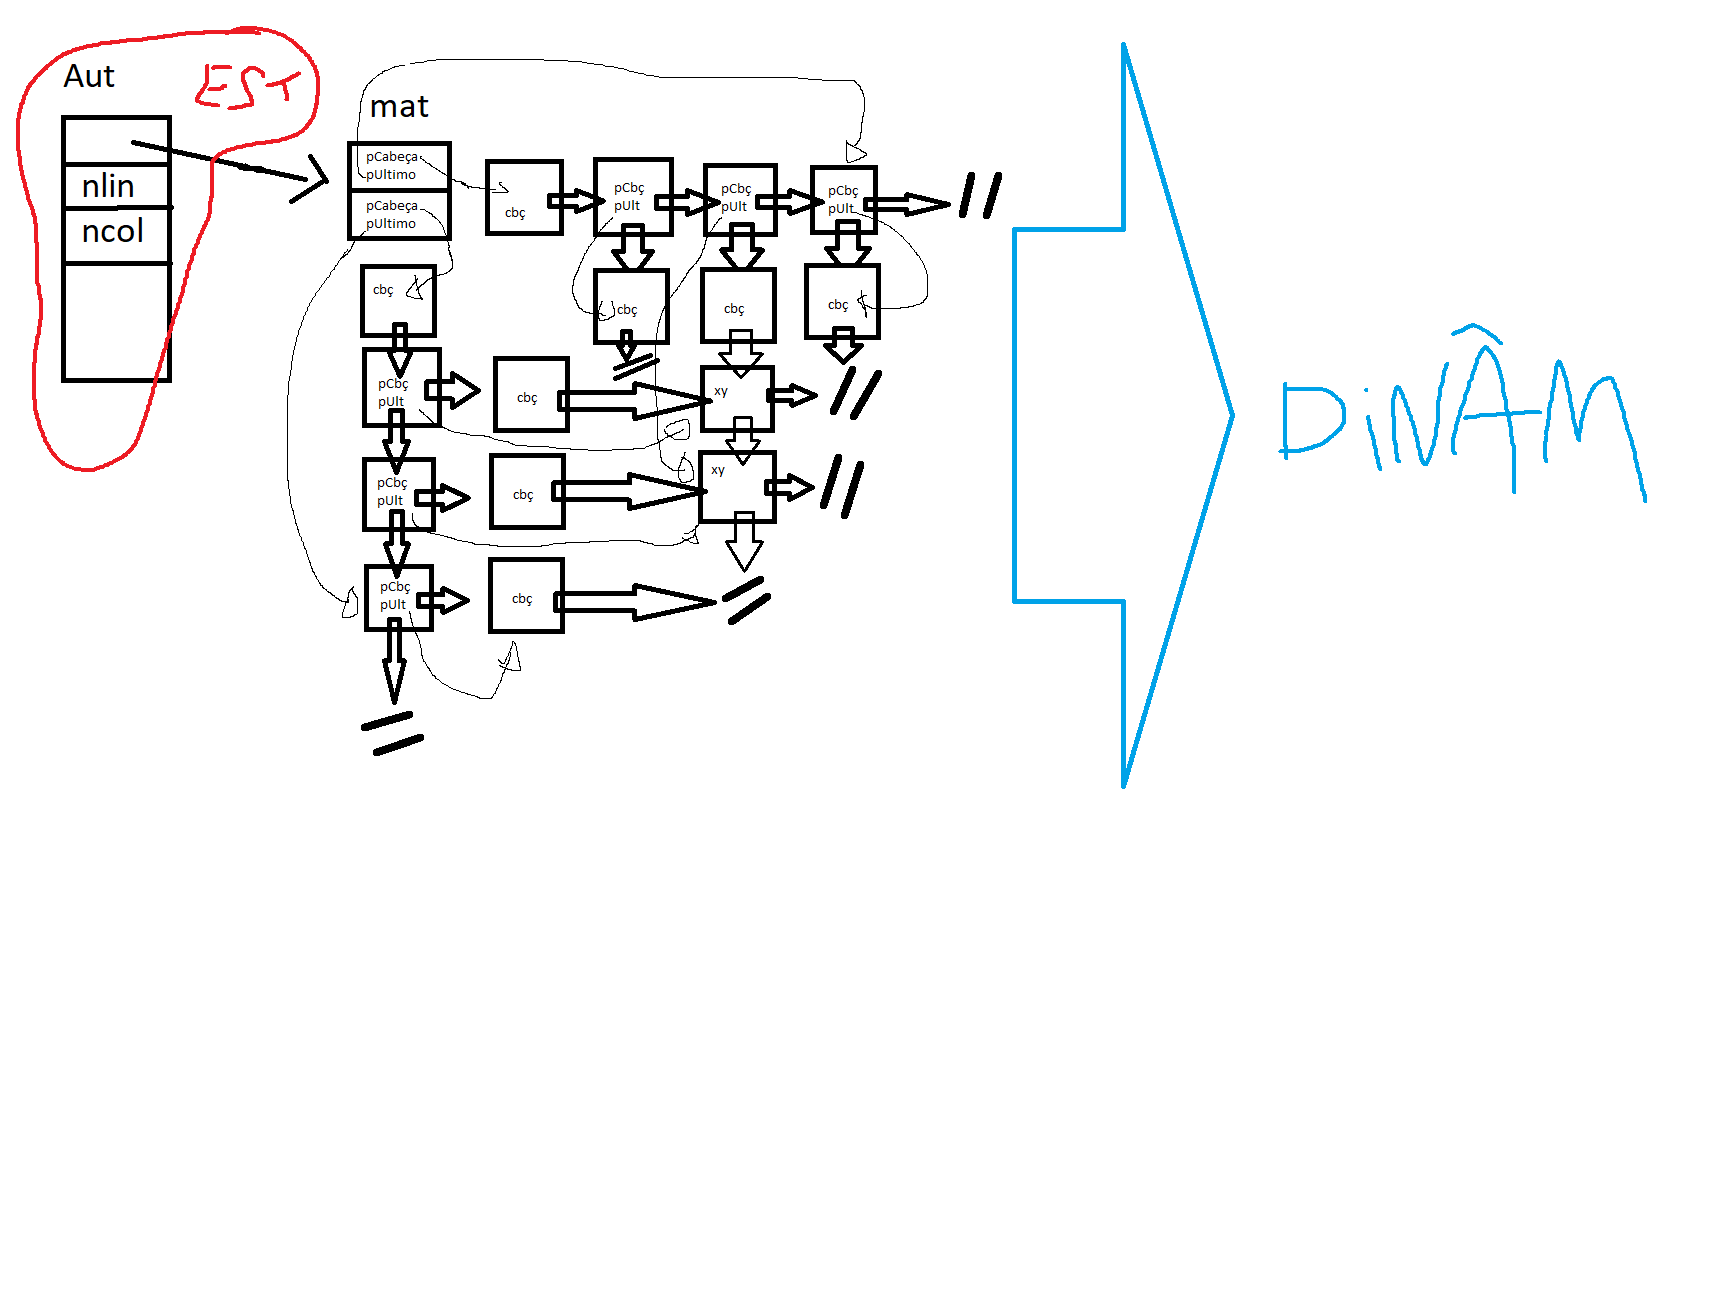 Aut
EST
nlin
ncol
mat
pCabeça
pUltimo
pCabeça
pUltimo
cbç
pCbç
pUlt
pCbç
pUlt
pCbç
pUlt
cbç
cbç
cbç
cbç
pCbç
pUlt
cbç
xy
pCbç
pUlt
cbç
xy
pCbç
pUlt
cbç
DiNÂM